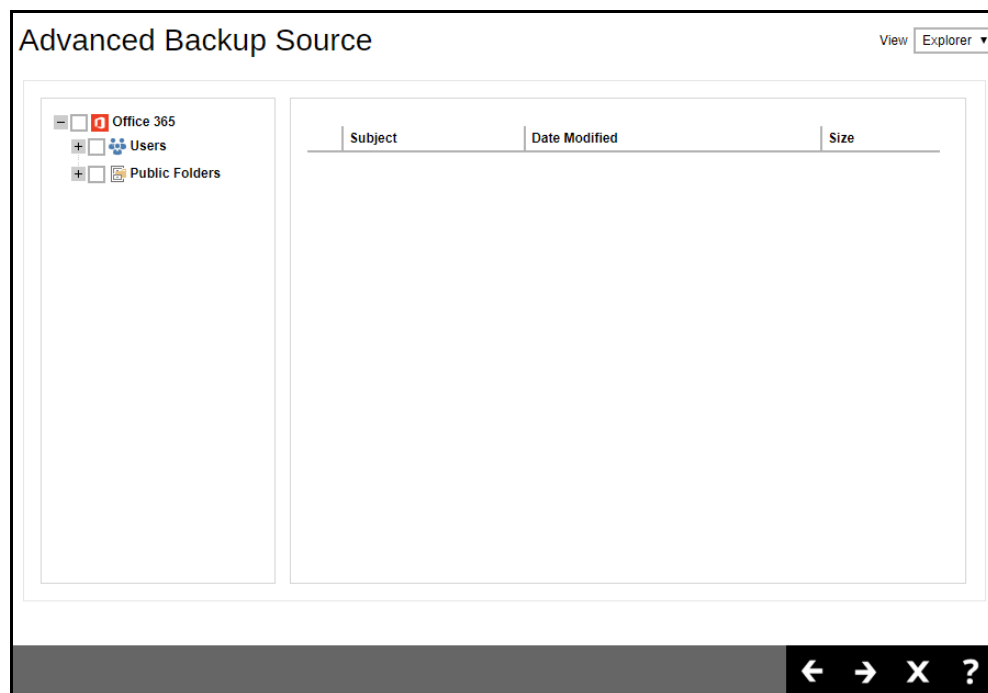 Advanced Backup Source
View Explorer
Office 365
Users
Public Folders
Subject Date Modified Size
X ?